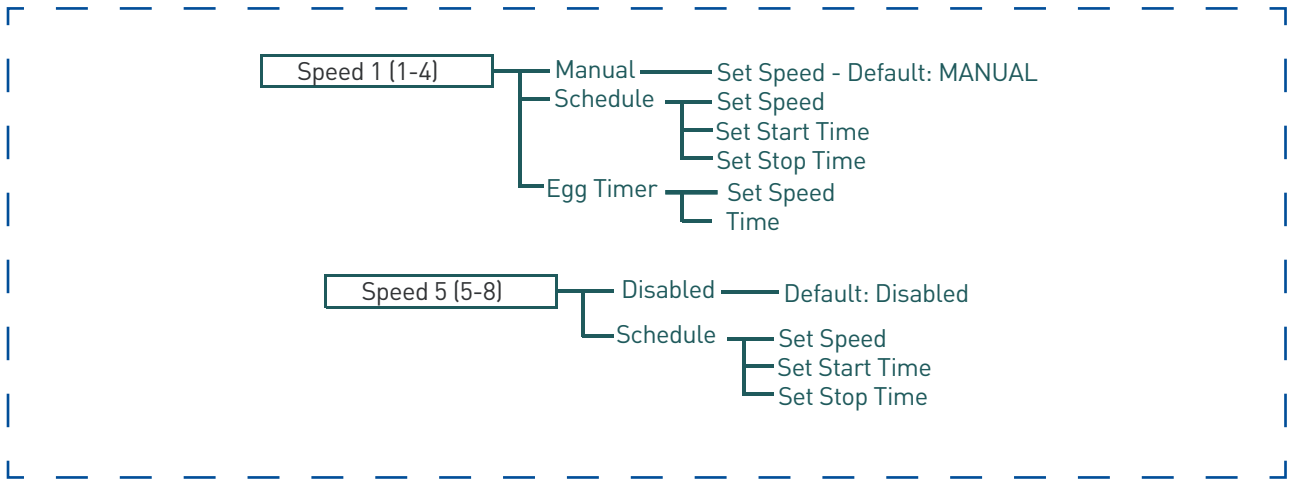 Speed 1 (1-4)
Manual
Set Speed - Default: MANUAL
Schedule
Set Speed
Set Start Time
Set Stop Time
Egg Timer
Set Speed
Time
Speed 5 (5-8)
Disabled
Default: Disabled
Schedule
Set Speed
Set Start Time
Set Stop Time